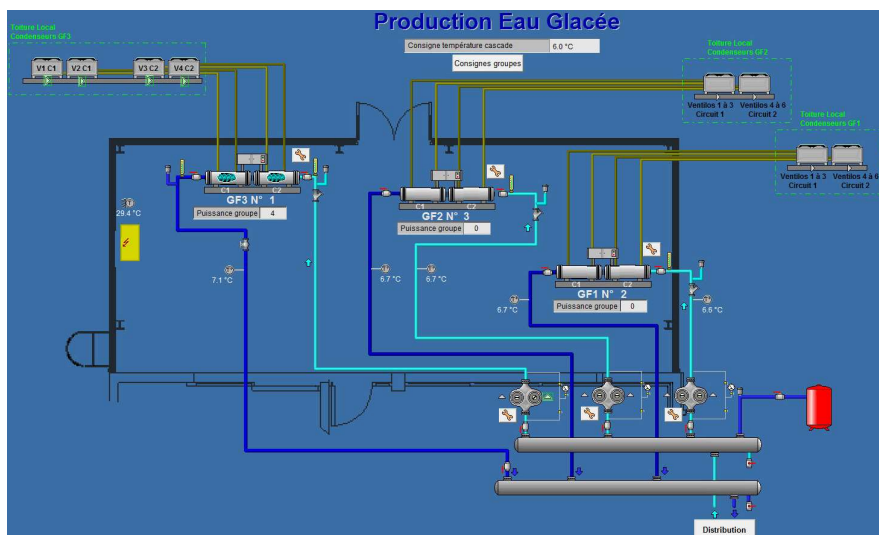 Production Eau Glacée
Toiture Local
Condenseurs GF3
V1 C1
V2 C1
V3 C2
V4 C2
Consigne température cascade
6.0 °C
Consignes groupes
Toiture Local
Condenseurs GF2
Ventilos 1 à 3
Circuit 1
Ventilos 4 à 6
Circuit 2
Toiture Local
Condenseurs GF1
Ventilos 1 à 3
Circuit 1
Ventilos 4 à 6
Circuit 2
C1
C2
GF3 N° 1
Puissance groupe
4
29.4 °C
7.1 °C
C1
C2
GF2 N° 3
Puissance groupe
0
6.7 °C
6.7 °C
C1
C2
GF1 N° 2
Puissance groupe
0
6.7 °C
6.6 °C
Distribution